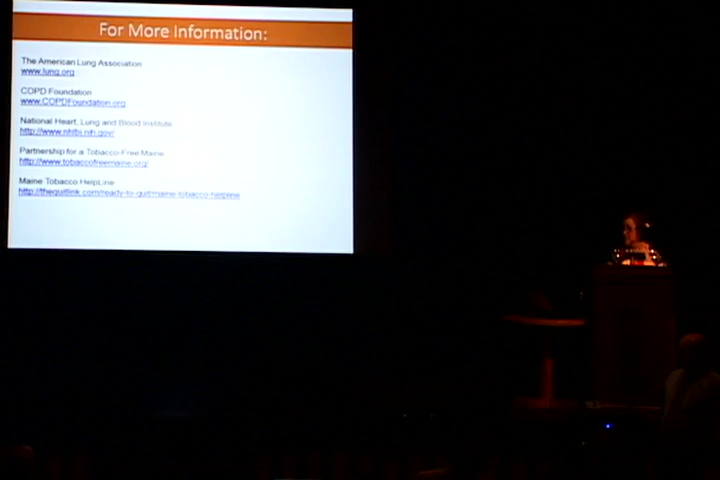 For More Information:
The American Lung Association
www.lung.org
COPD Foundation
www.COPDFoundation.org
National Heart, Lung and Blood Institute
http://www.nhlbi.nih.gov/
Partnership for a Tobacco-Free Maine
http://www.tobaccofreemaine.org/
Maine Tobacco HelpLine
http://thequitlink.com/ready-to-quit/maine-tobacco-helpline